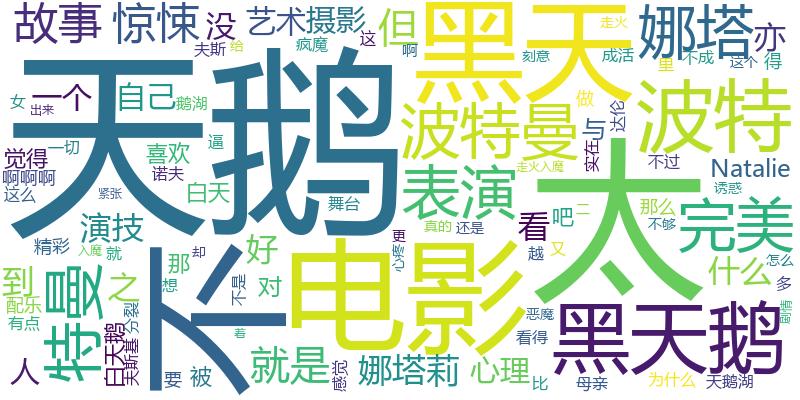 故事
惊悚
没
夫斯
艺术
给
疯魔
摄影
这
但
啊
黑天
刻意
走火
成活
娜塔
里
不成
这个
亦
得
女
出来
鹅湖
一个
自己
天鹅
波特曼
与
达伦
做
波特
觉得
啊啊啊
这么
一切
诺夫
喜欢
紧张
逼
白天
舞台
表演
看
实在
走火入魔
不过
Natalie
诱惑
精彩
演技
入魔
就
那
想
不
却
好
对
不是
着
更
心疼
真的
还是
电影
越
吧
又
二
太
那么
不够
完美
什么
怎么
多
剧情
到
配乐
有点
特曼
之
白天鹅
夫斯基
分裂
人
要
被
就是
感觉
娜塔莉
心理
看得
比
恶魔
母亲
黑天鹅
为什么
天鹅湖